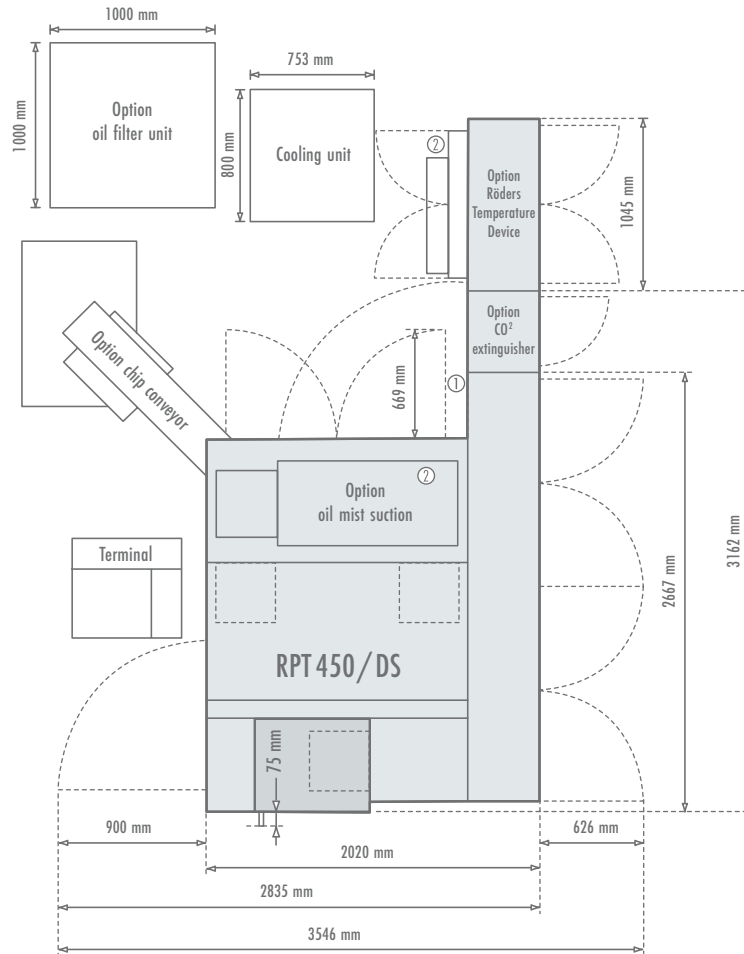 1000 mm
1000 mm
Option
oil filter unit
753 mm
800 mm
Cooling unit
②
Option
Röders
Temperature
Device
1045 mm
Option
CO²
extinguisher
Option chip conveyor
669 mm
①
②
Option
oil mist suction
Terminal
RPT 450/DS
2667 mm
3162 mm
75 mm
900 mm
626 mm
2020 mm
2835 mm
3546 mm